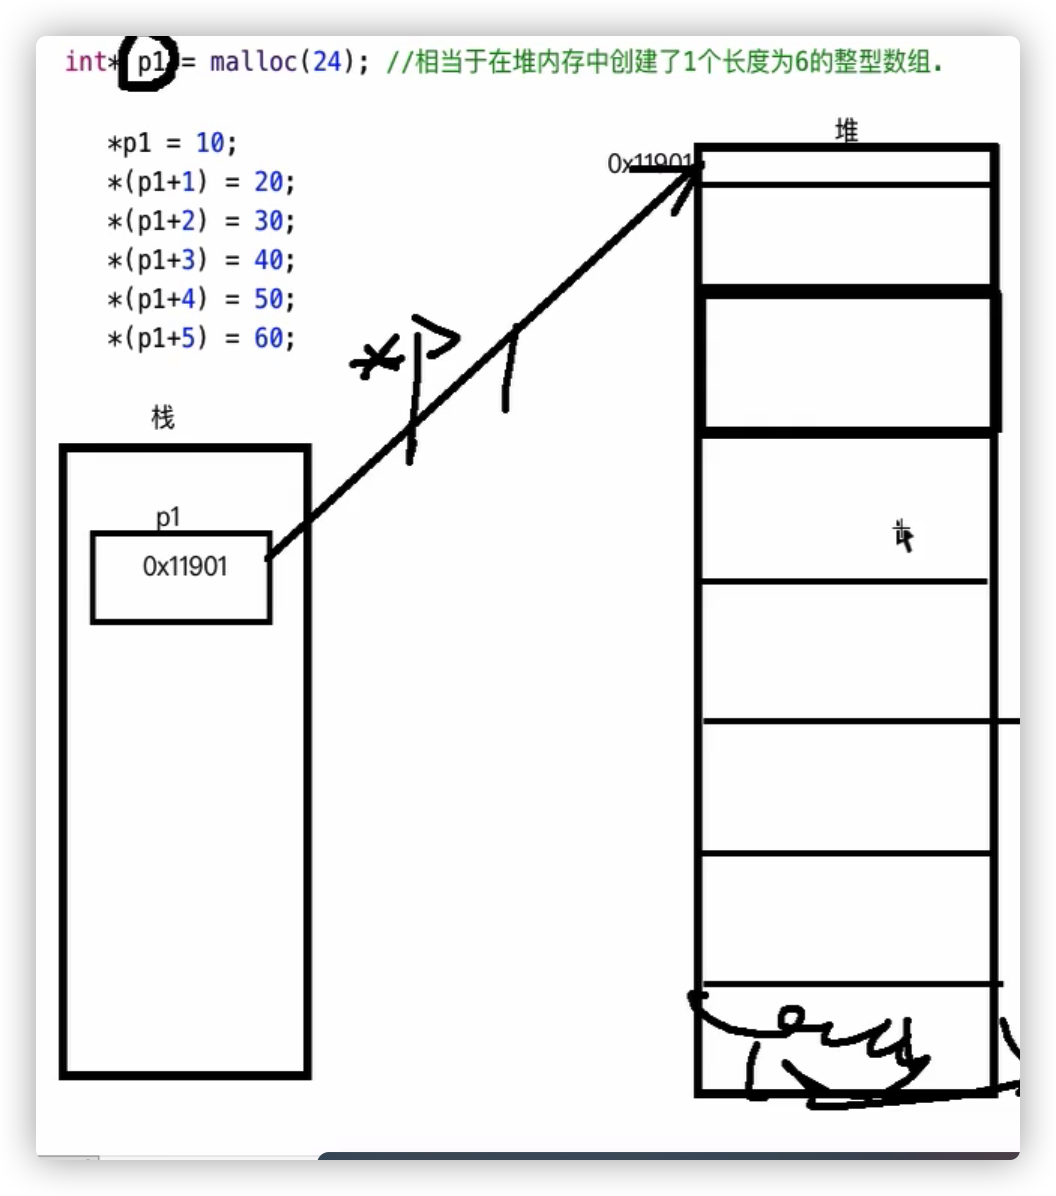 int* p1 = malloc(24); //相当于在堆内存中创建了1个长度为6的整型数组.
*p1 = 10;
*(p1+1) = 20;
*(p1+2) = 30;
*(p1+3) = 40;
*(p1+4) = 50;
*(p1+5) = 60;
堆
0x11901
*P1
栈
p1
0x11901